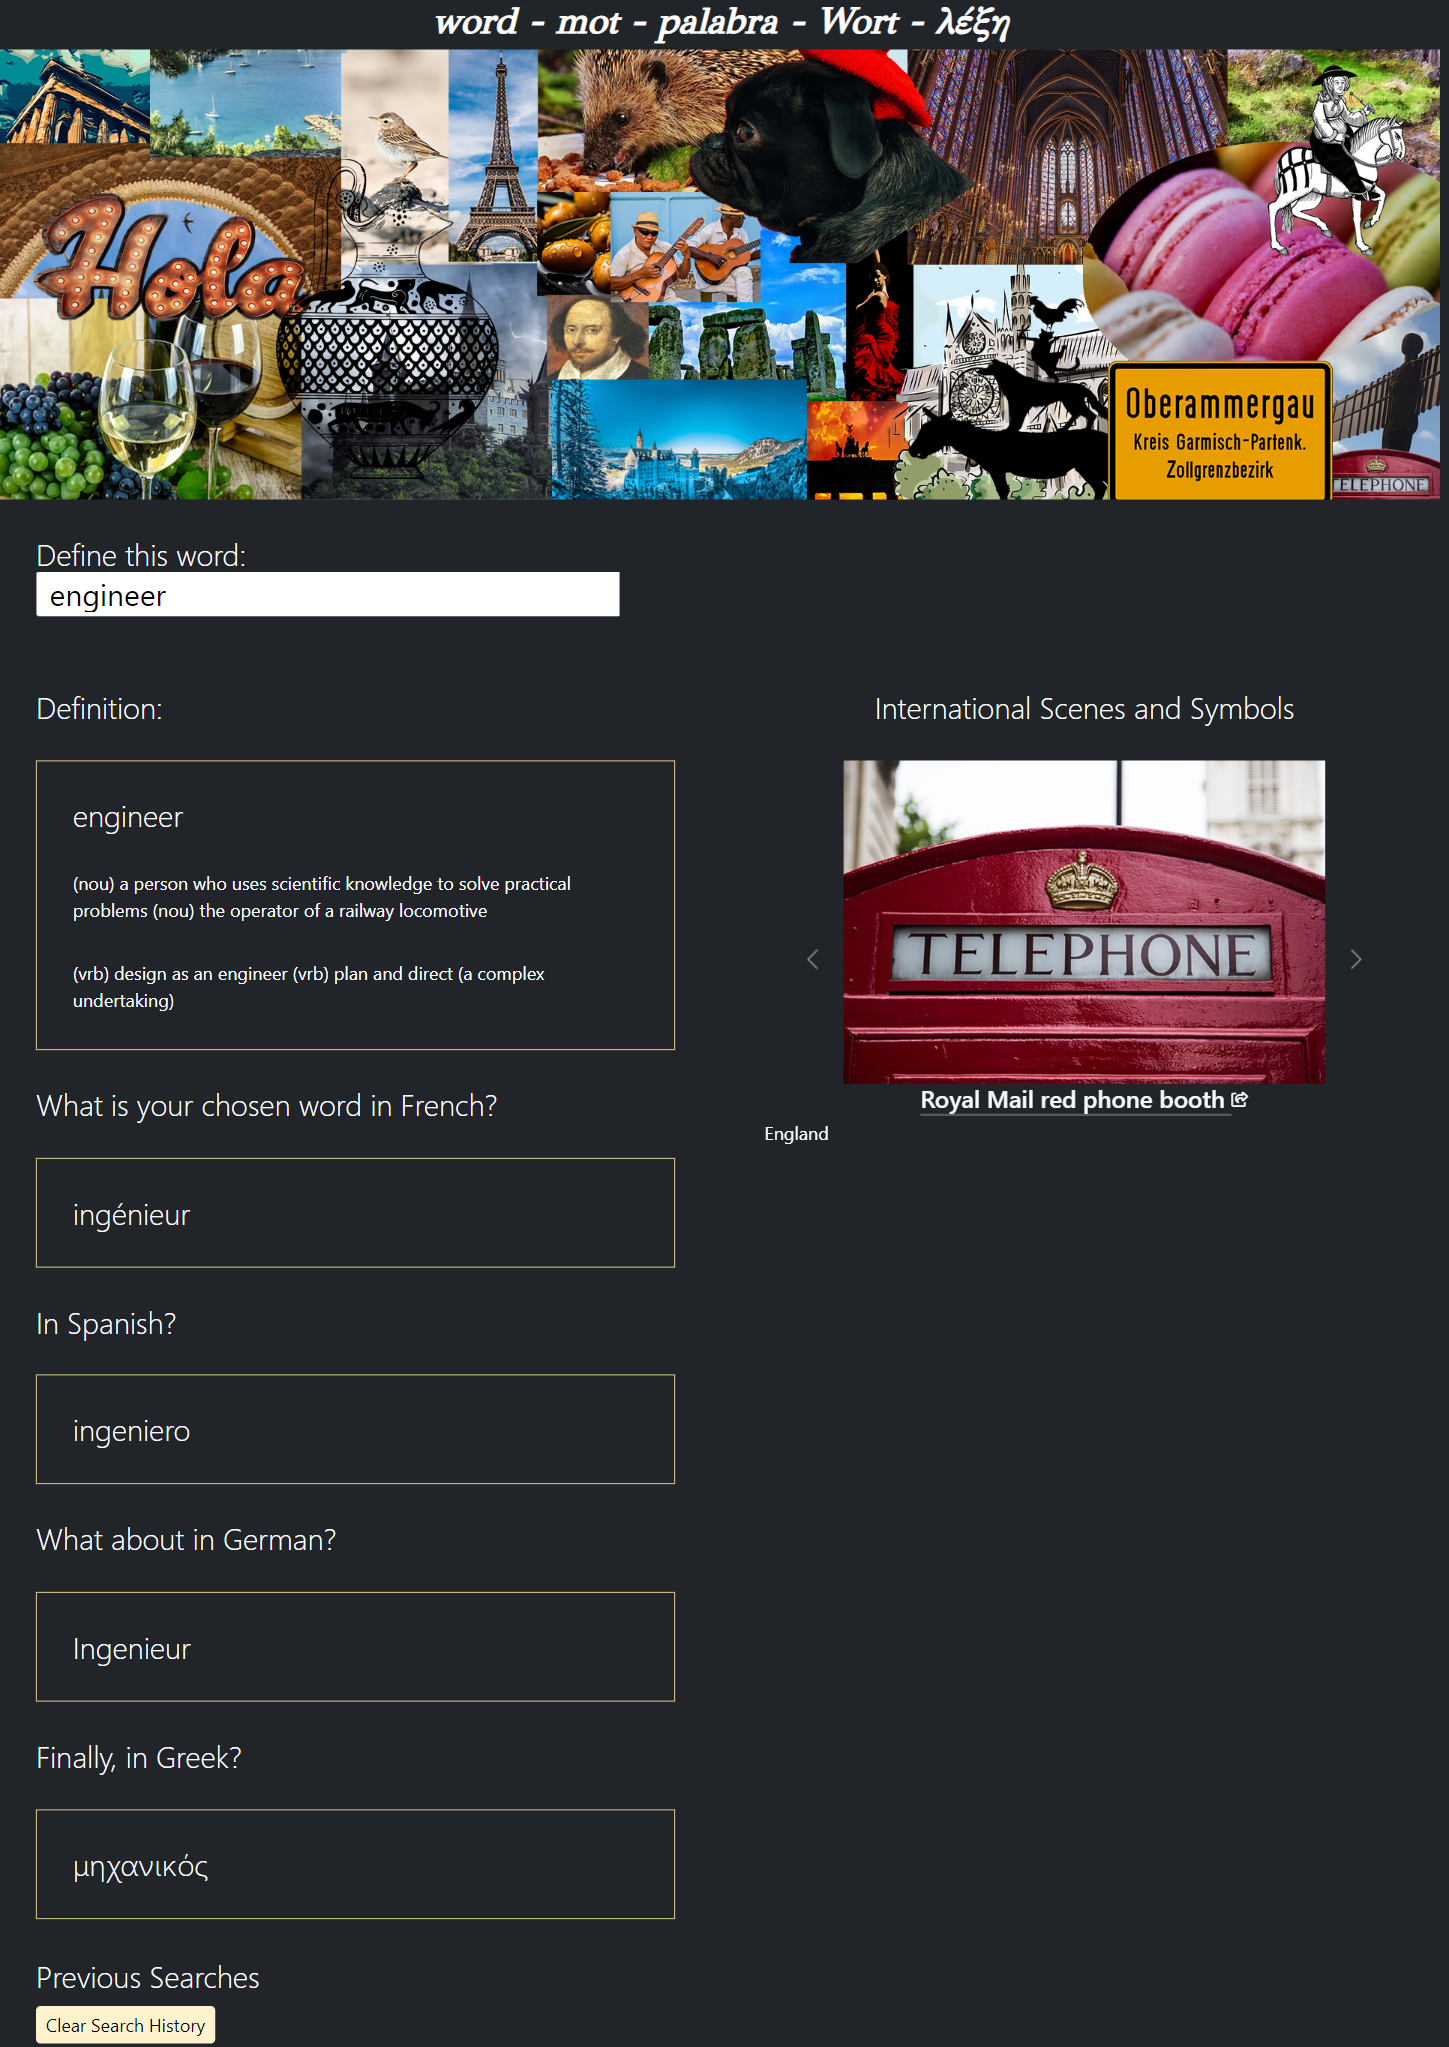 word - mot - palabra - Wort - λέξη
Hola
Oberammergau
Kreis Garmisch-Partenk.
Zollgrenzbezirk
TELEPHONE
Define this word:
engineer
Definition:
engineer
(nou) a person who uses scientific knowledge to solve practical
problems (nou) the operator of a railway locomotive
(vrb) design as an engineer (vrb) plan and direct (a complex
undertaking)
What is your chosen word in French?
ingénieur
In Spanish?
ingeniero
What about in German?
Ingenieur
Finally, in Greek?
μηχανικός
Previous Searches
Clear Search History
International Scenes and Symbols
TELEPHONE
Royal Mail red phone booth
England